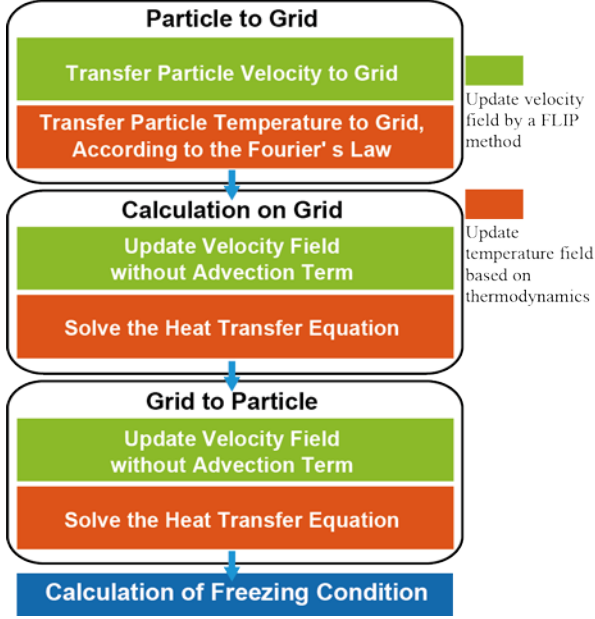 Particle to Grid
Transfer Particle Velocity to Grid
Transfer Particle Temperature to Grid,
According to the Fourier' s Law
Calculation on Grid
Update Velocity Field
without Advection Term
Solve the Heat Transfer Equation
Grid to Particle
Update Velocity Field
without Advection Term
Solve the Heat Transfer Equation
Calculation of Freezing Condition
Update velocity
field by a FLIP
method
Update
temperature field
based on
thermodynamics